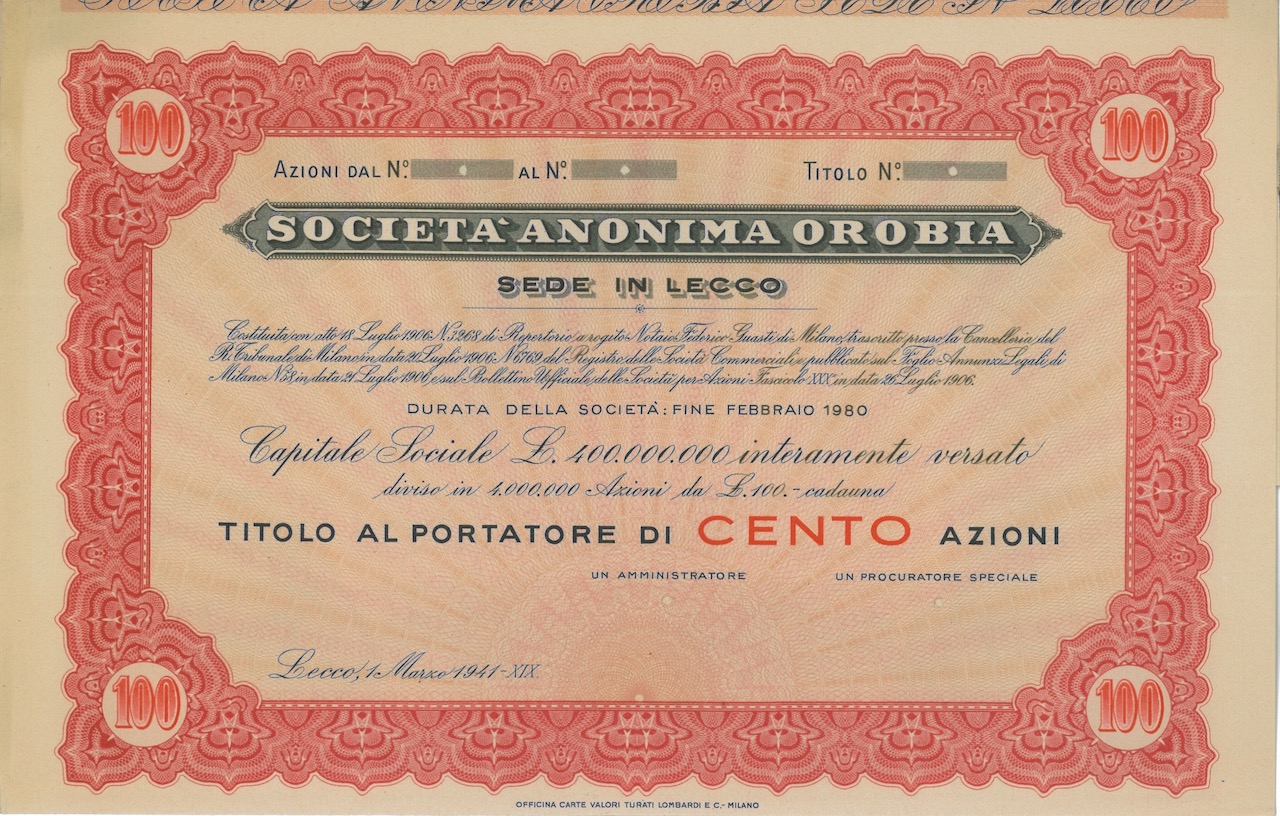 100
100
AZIONI DAL N.º AL N.º TITOLO N.º
SOCIETA' ANONIMA OROBIA
SEDE IN LECCO
Costituita con atto 18 Luglio 1906 N. 3268 di Repertorio a rogito Notaio Federico Guasti di Milano, trascritto presso la Cancelleria del
R. Tribunale di Milano in data 20 Luglio 1906 N. 6769 del Registro delle Società Commerciali e pubblicato sul Foglio Annunzi Legali di
Milano N. 58 in data 21 Luglio 1906, e sul Bollettino Ufficiale delle Società per Azioni Fascicolo XXX in data 26 Luglio 1906.
DURATA DELLA SOCIETÀ: FINE FEBBRAIO 1980
Capitale Sociale L. 400.000.000 interamente versato
diviso in 4.000.000 Azioni da L. 100.- cadauna
TITOLO AL PORTATORE DI CENTO AZIONI
UN AMMINISTRATORE UN PROCURATORE SPECIALE
Lecco, 1 Marzo 1941-XIX.
100
100
OFFICINA CARTE VALORI TURATI LOMBARDI E C.- MILANO